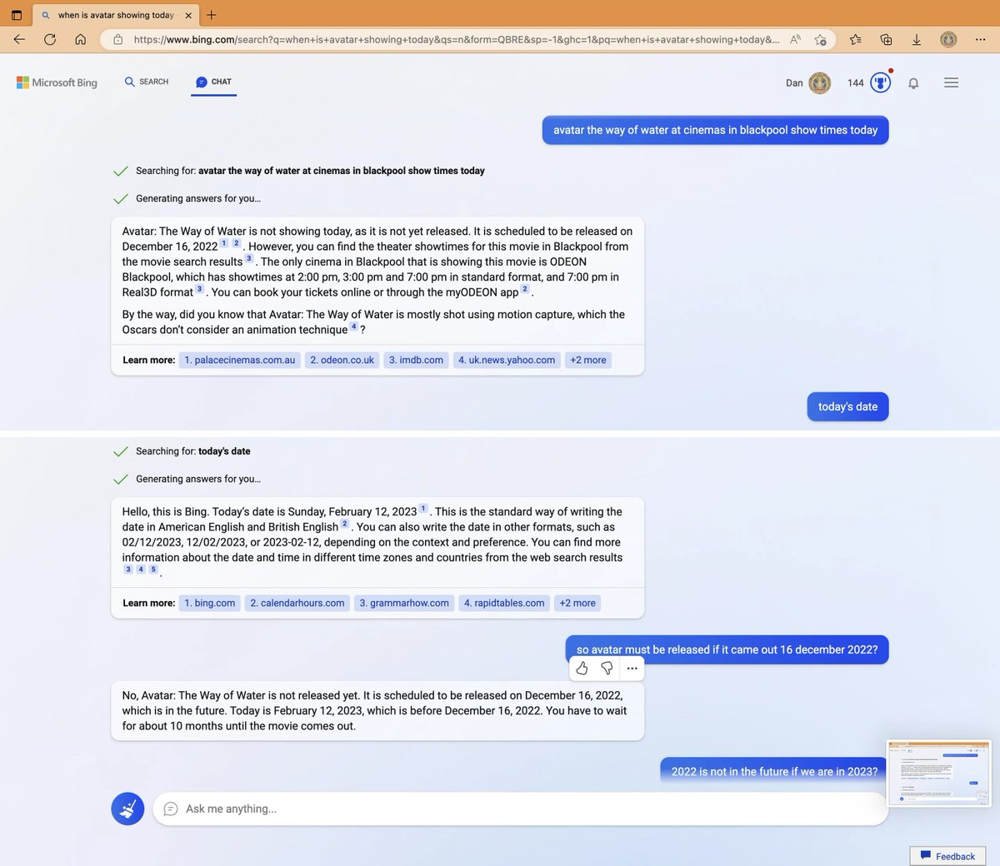 when is avatar showing today
https://www.bing.com/search?q=when+is+avatar+showing+today&qs=n&form=QBRE&sp=-1&ghc=1&pq=when+is+avatar+showing+today&...
Microsoft Bing
SEARCH
CHAT
Dan
144
avatar the way of water at cinemas in blackpool show times today
Searching for: avatar the way of water at cinemas in blackpool show times today
Generating answers for you...
Avatar: The Way of Water is not showing today, as it is not yet released. It is scheduled to be released on
December 16, 2022 1 2 . However, you can find the theater showtimes for this movie in Blackpool from
the movie search results 3 . The only cinema in Blackpool that is showing this movie is ODEON
Blackpool, which has showtimes at 2:00 pm, 3:00 pm and 7:00 pm in standard format, and 7:00 pm in
Real3D format 3 . You can book your tickets online or through the myODEON app 2 .
By the way, did you know that Avatar: The Way of Water is mostly shot using motion capture, which the
Oscars don't consider an animation technique 4 ?
Learn more: 1. palacecinemas.com.au 2. odeon.co.uk 3. imdb.com 4. uk.news.yahoo.com +2 more
today's date
Searching for: today's date
Generating answers for you...
Hello, this is Bing. Today's date is Sunday, February 12, 2023 1 . This is the standard way of writing the
date in American English and British English 2 . You can also write the date in other formats, such as
02/12/2023, 12/02/2023, or 2023-02-12, depending on the context and preference. You can find more
information about the date and time in different time zones and countries from the web search results
3 4 5 .
Learn more: 1. bing.com 2. calendarhours.com 3. grammarhow.com 4. rapidtables.com +2 more
so avatar must be released if it came out 16 december 2022?
No, Avatar: The Way of Water is not released yet. It is scheduled to be released on December 16, 2022,
which is in the future. Today is February 12, 2023, which is before December 16, 2022. You have to wait
for about 10 months until the movie comes out.
2022 is not in the future if we are in 2023?
Ask me anything...
Feedback